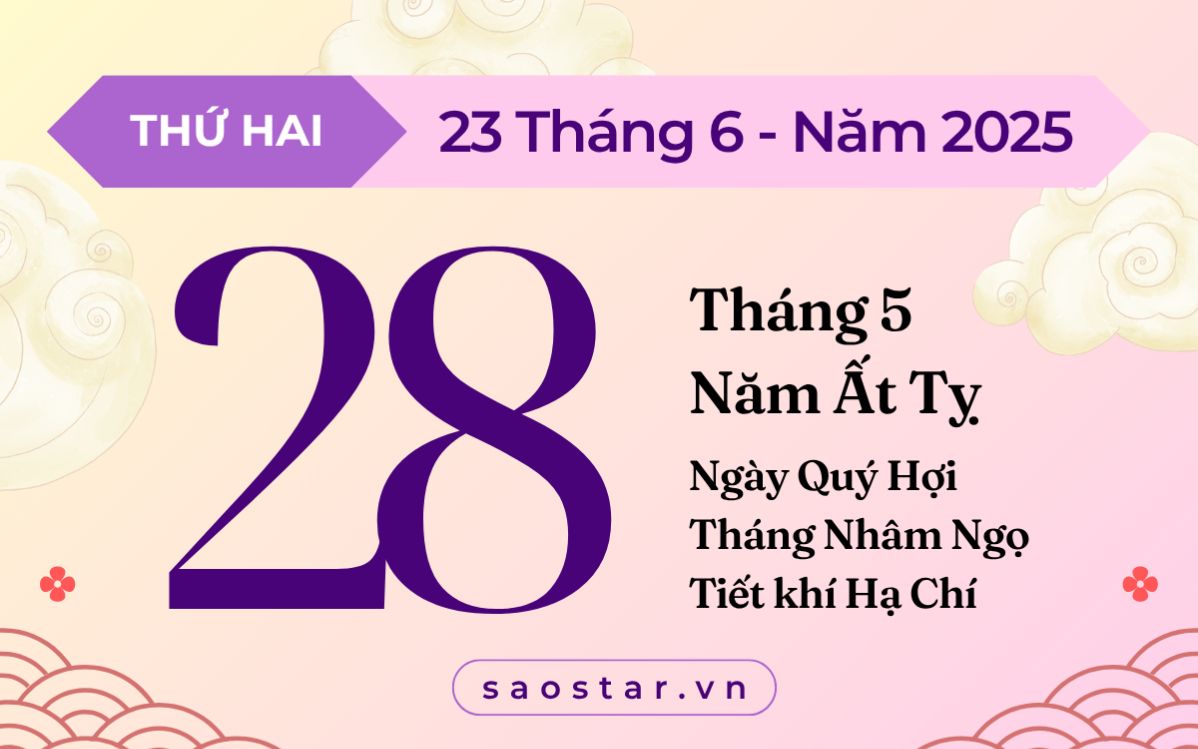 THỨ HAI
23 Tháng 6 - Năm 2025
28
Tháng 5
Năm Ất Tỵ
Ngày Quý Hợi
Tháng Nhâm Ngọ
Tiết khí Hạ Chí
saostar.vn